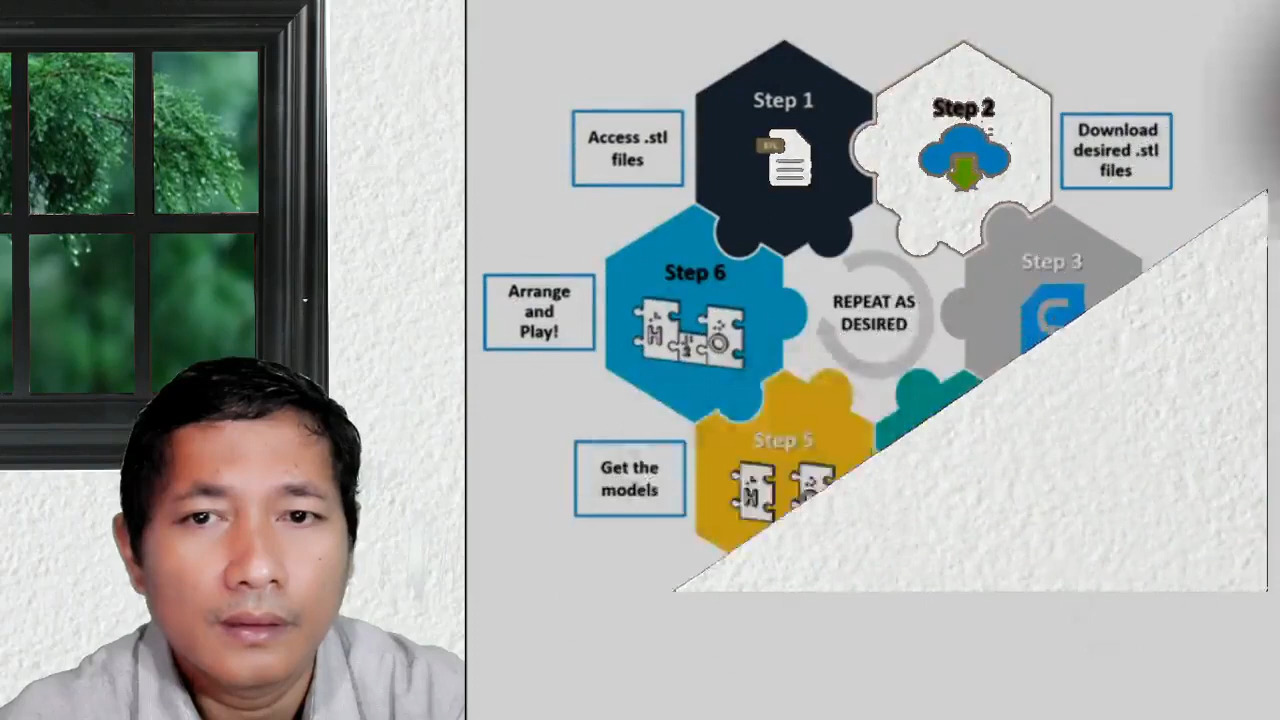 Step 1
Step 2
Access .stl
files
Download
desired .stl
files
Step 3
Step 6
Arrange
and
Play!
REPEAT AS
DESIRED
Step 5
Get the
models
H
H